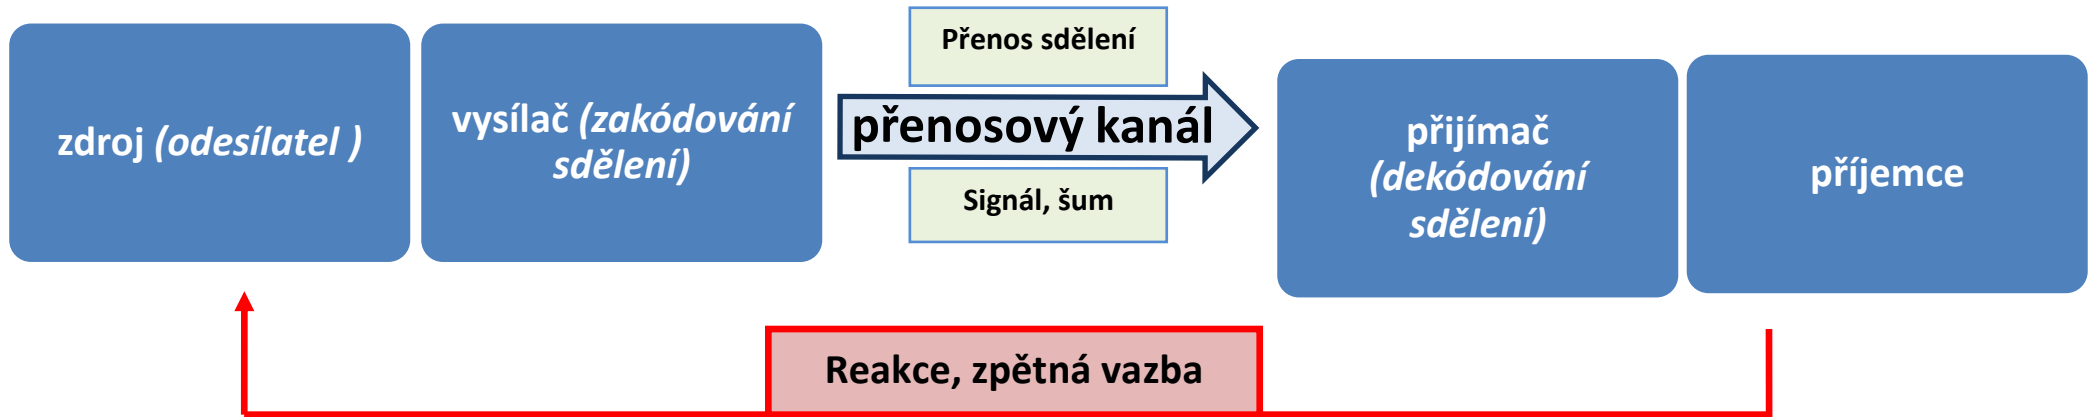 zdroj (odesílatel )
vysílač (zakódování
sdělení)
Přenos sdělení
přenosový kanál
Signál, šum
přijímač
(dekódování
sdělení)
příjemce
Reakce, zpětná vazba